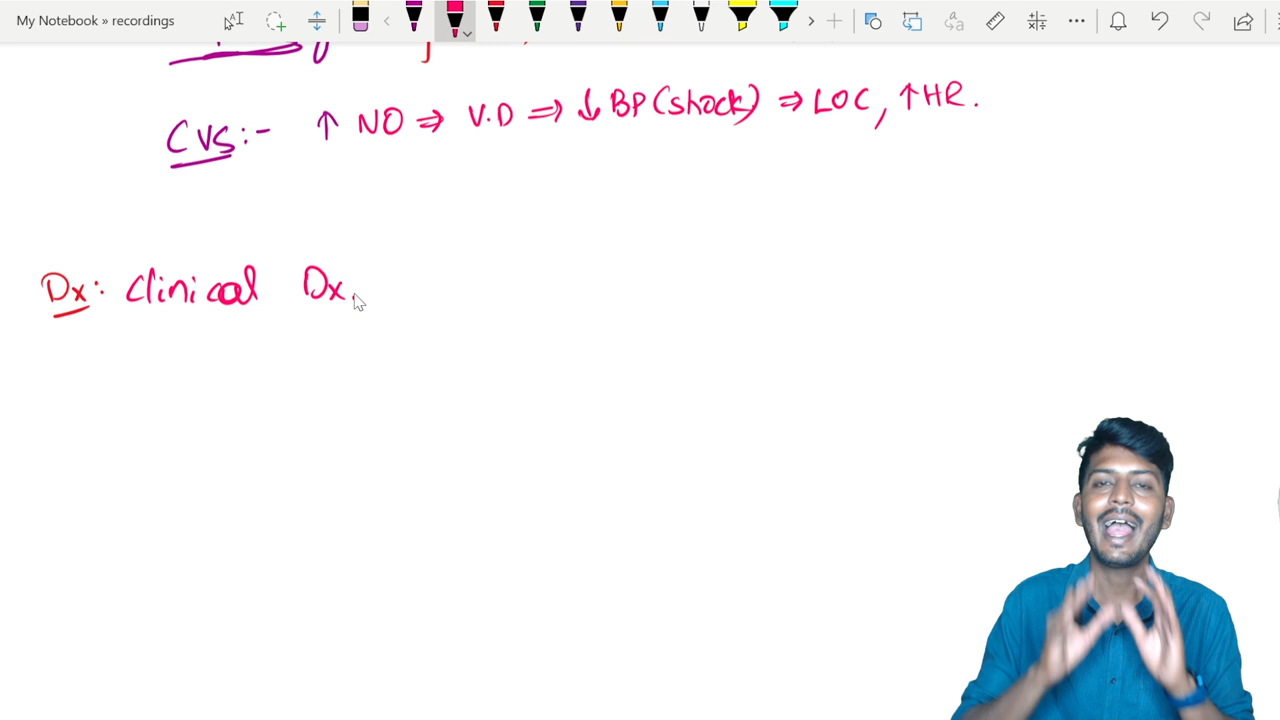 My Notebook » recordings
CVS:- ↑ NO ⇒ V.D ⇒ ↓ BP (shock) ⇒ LOC, ↑HR.
Dx: Clinical Dx.